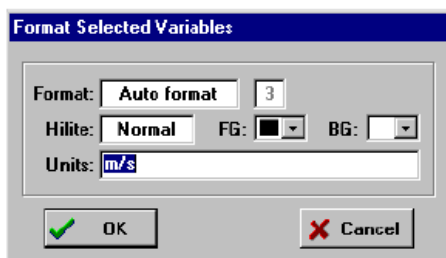 Format Selected Variables
Format: Auto format 3
Hilite: Normal FG: BG:
Units: m/s
OK Cancel